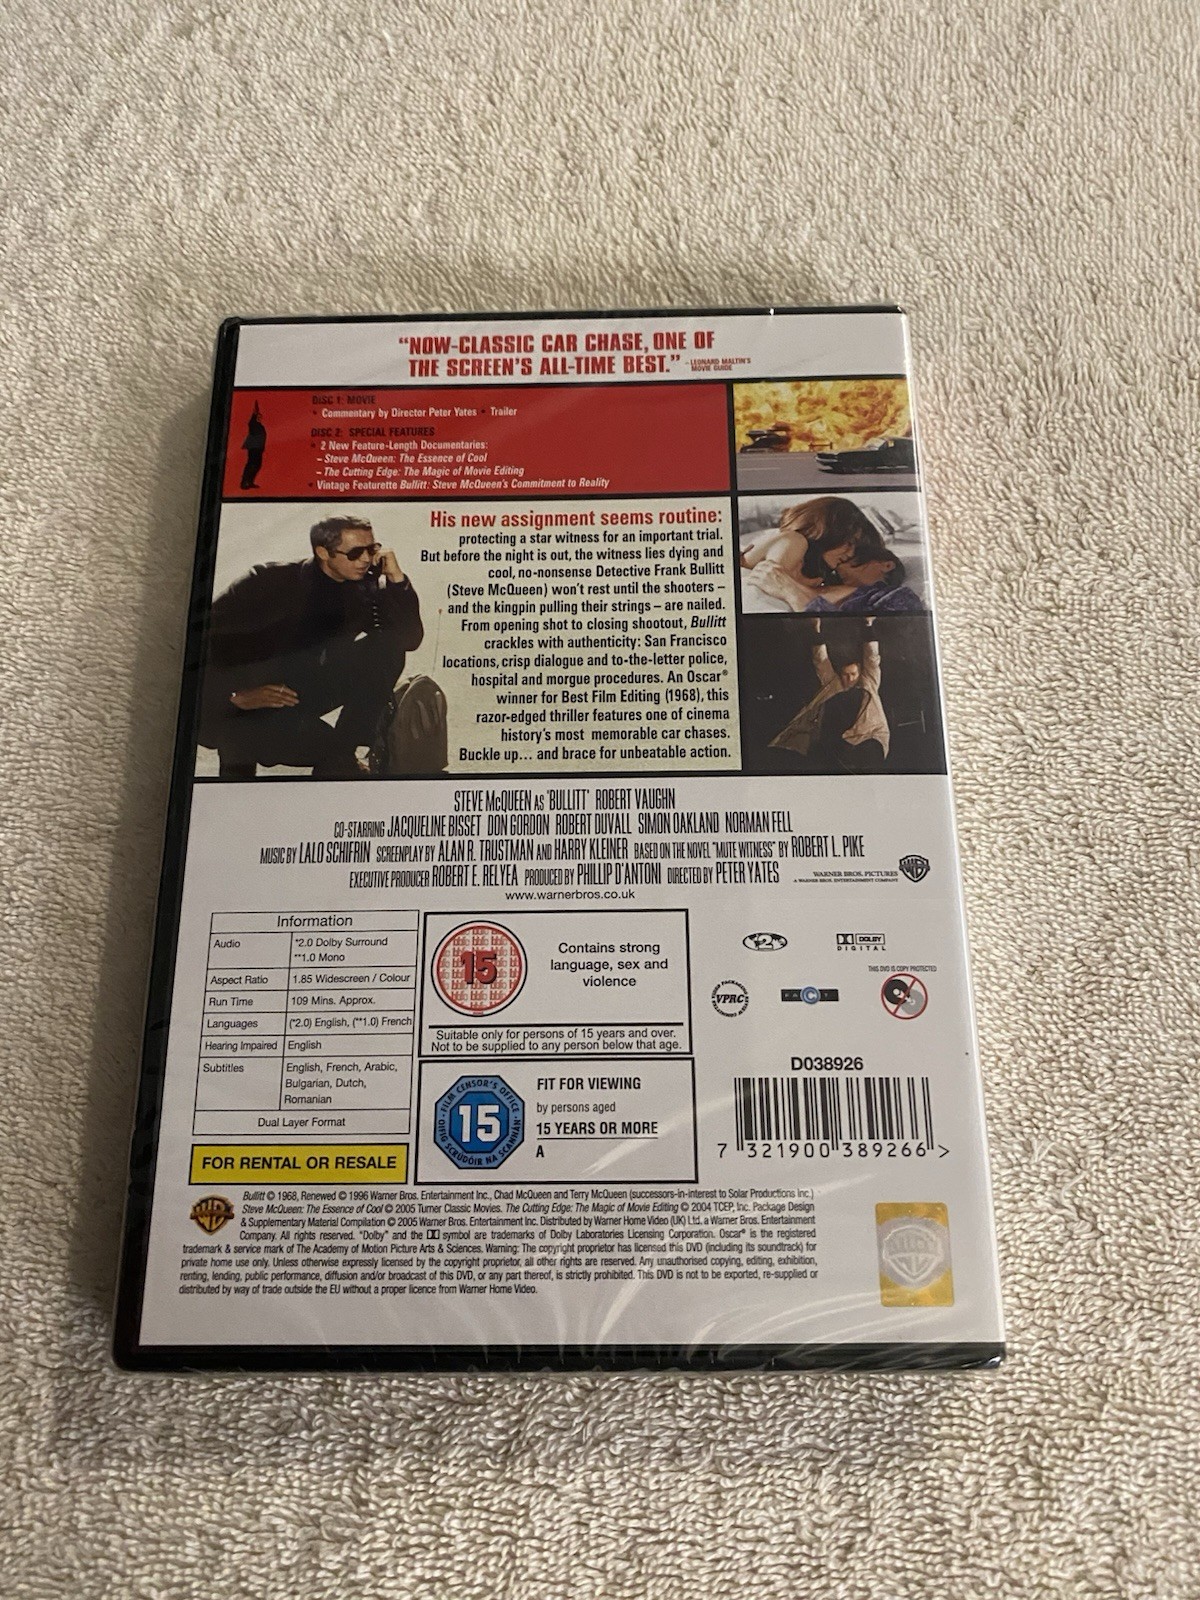 “NOW-CLASSIC CAR CHASE, ONE OF
THE SCREEN'S ALL-TIME BEST.” –LEONARD MALTIN'S
MOVIE GUIDE
DISC 1: MOVIE
• Commentary by Director Peter Yates • Trailer
DISC 2: SPECIAL FEATURES
• 2 New Feature-Length Documentaries:
– Steve McQueen: The Essence of Cool
– The Cutting Edge: The Magic of Movie Editing
• Vintage Featurette Bullitt: Steve McQueen's Commitment to Reality
His new assignment seems routine:
protecting a star witness for an important trial.
But before the night is out, the witness lies dying and
cool, no-nonsense Detective Frank Bullitt
(Steve McQueen) won't rest until the shooters –
and the kingpin pulling their strings – are nailed.
From opening shot to closing shootout, Bullitt
crackles with authenticity: San Francisco
locations, crisp dialogue and to-the-letter police,
hospital and morgue procedures. An Oscar®
winner for Best Film Editing (1968), this
razor-edged thriller features one of cinema
history's most memorable car chases.
Buckle up... and brace for unbeatable action.
STEVE McQUEEN AS 'BULLITT' ROBERT VAUGHN
CO-STARRING JACQUELINE BISSET DON GORDON ROBERT DUVALL SIMON OAKLAND NORMAN FELL
MUSIC BY LALO SCHIFRIN SCREENPLAY BY ALAN R. TRUSTMAN AND HARRY KLEINER BASED ON THE NOVEL "MUTE WITNESS" BY ROBERT L. PIKE
EXECUTIVE PRODUCER ROBERT E. RELYEA PRODUCED BY PHILLIP D'ANTONI DIRECTED BY PETER YATES
WARNER BROS. PICTURES
A WARNER BROS. ENTERTAINMENT COMPANY
www.warnerbros.co.uk
Information
Audio *2.0 Dolby Surround
**1.0 Mono
Aspect Ratio 1.85 Widescreen / Colour
Run Time 109 Mins. Approx.
Languages (*2.0) English, (**1.0) French
Hearing Impaired English
Subtitles English, French, Arabic,
Bulgarian, Dutch,
Romanian
Dual Layer Format
FOR RENTAL OR RESALE
15
Contains strong
language, sex and
violence
Suitable only for persons of 15 years and over.
Not to be supplied to any person below that age.
FILM CENSOR'S OFFICE
OIFIG SCRÚDÓIR NA SCANNÁN
15
FIT FOR VIEWING
by persons aged
15 YEARS OR MORE
A
2
DOLBY
DIGITAL
THIS DVD IS COPY PROTECTED
VPRC
FACT
D038926
7 321900 389266 >
Bullitt © 1968, Renewed © 1996 Warner Bros. Entertainment Inc., Chad McQueen and Terry McQueen (successors-in-interest to Solar Productions Inc.)
Steve McQueen: The Essence of Cool © 2005 Turner Classic Movies. The Cutting Edge: The Magic of Movie Editing © 2004 TCEP, Inc. Package Design
& Supplementary Material Compilation © 2005 Warner Bros. Entertainment Inc. Distributed by Warner Home Video (UK) Ltd. a Warner Bros. Entertainment
Company. All rights reserved. "Dolby" and the DD symbol are trademarks of Dolby Laboratories Licensing Corporation. Oscar® is the registered
trademark & service mark of The Academy of Motion Picture Arts & Sciences. Warning: The copyright proprietor has licensed this DVD (including its soundtrack) for
private home use only. Unless otherwise expressly licensed by the copyright proprietor, all other rights are reserved. Any unauthorised copying, editing, exhibition,
renting, lending, public performance, diffusion and/or broadcast of this DVD, or any part thereof, is strictly prohibited. This DVD is not to be exported, re-supplied or
distributed by way of trade outside the EU without a proper licence from Warner Home Video.